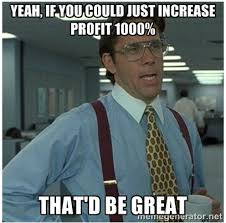 YEAH, IF YOU COULD JUST INCREASE
PROFIT 1000%
THAT'D BE GREAT
memegenerator.net